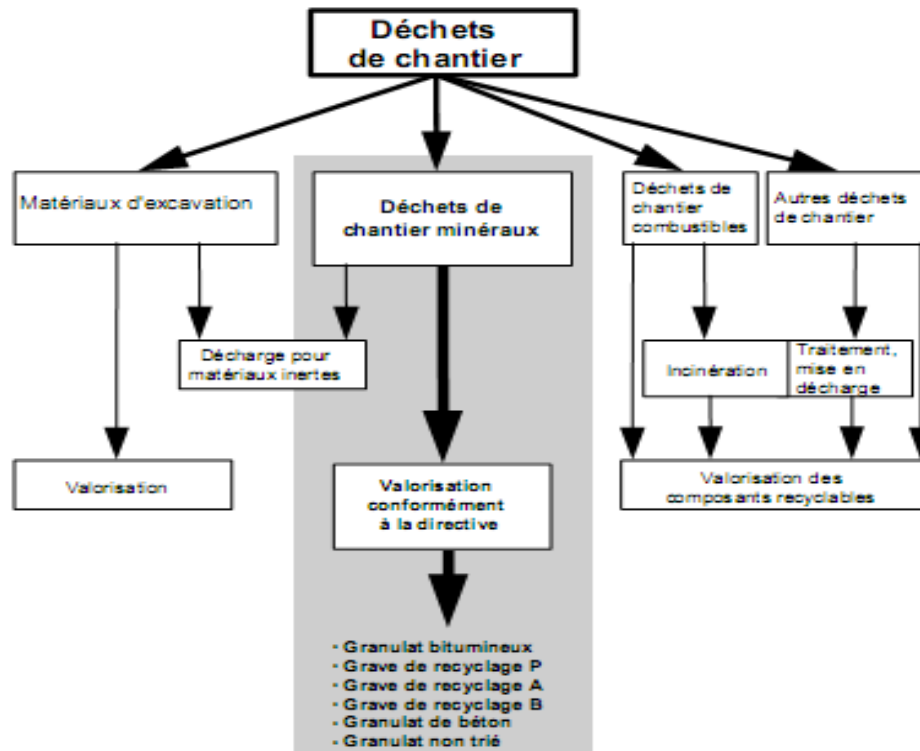 Déchets
de chantier
Matériaux d'excavation
Déchets de
chantier minéraux
Déchets de
chantier
combustibles
Autres déchets
de chantier
Décharge pour
matériaux inertes
Incinération
Traitement,
mise en
décharge
Valorisation
Valorisation
conformément
à la directive
Valorisation des
composants recyclables
- Granulat bitumineux
- Grave de recyclage P
- Grave de recyclage A
- Grave de recyclage B
- Granulat de béton
- Granulat non trié